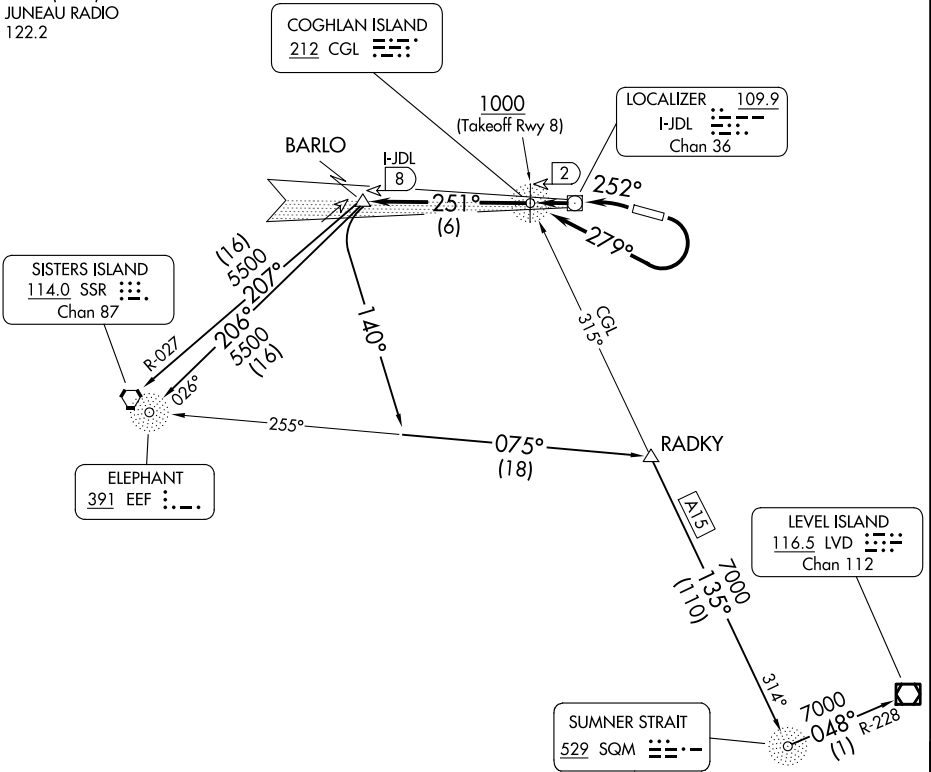 JUNEAU RADIO
122.2
COGHLAN ISLAND
212 CGL
1000
(Takeoff Rwy 8)
LOCALIZER 109.9
I-JDL
Chan 36
BARLO
I-JDL
8
2
252°
251°
(6)
279°
(16)
5500
207°
206°
5500
(16)
SISTERS ISLAND
114.0 SSR
Chan 87
R-027
026°
140°
CGL
315°
255°
075°
(18)
RADKY
ELEPHANT
391 EEF
A15
7000
135°
(110)
LEVEL ISLAND
116.5 LVD
Chan 112
314°
SUMNER STRAIT
529 SQM
7000
048°
(1)
R-228